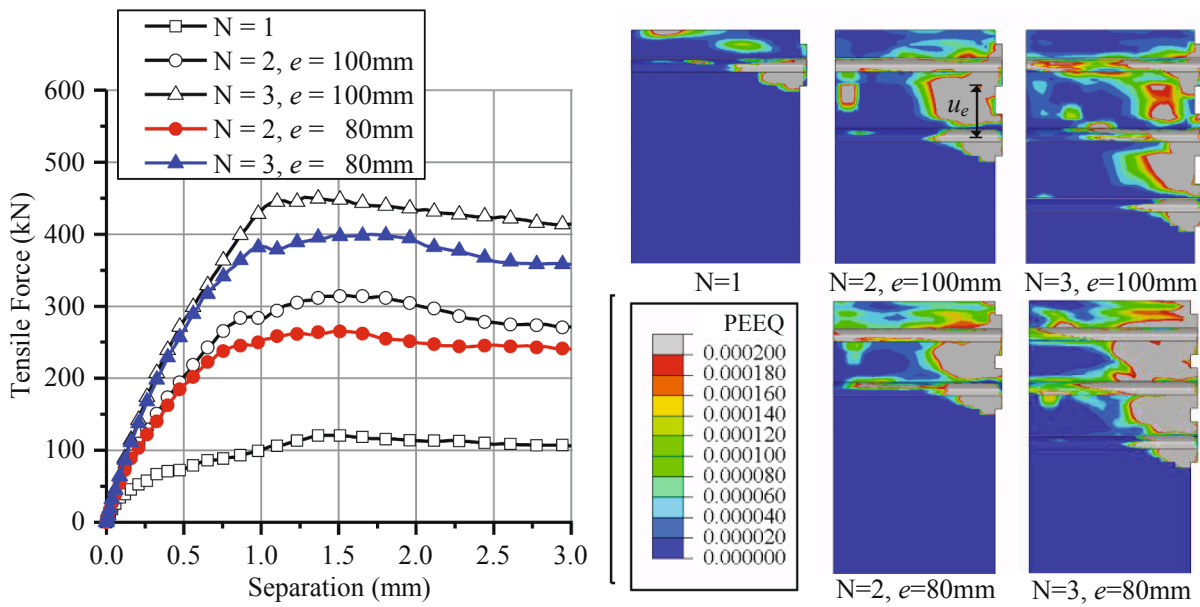 N = 1
N = 2, e = 100mm
N = 3, e = 100mm
N = 2, e = 80mm
N = 3, e = 80mm
600
500
400
300
200
100
0
0.0 0.5 1.0 1.5 2.0 2.5 3.0
Tensile Force (kN)
Separation (mm)
u_e
N=1
N=2, e=100mm
N=3, e=100mm
PEEQ
0.000200
0.000180
0.000160
0.000140
0.000120
0.000100
0.000080
0.000060
0.000040
0.000020
0.000000
N=2, e=80mm
N=3, e=80mm